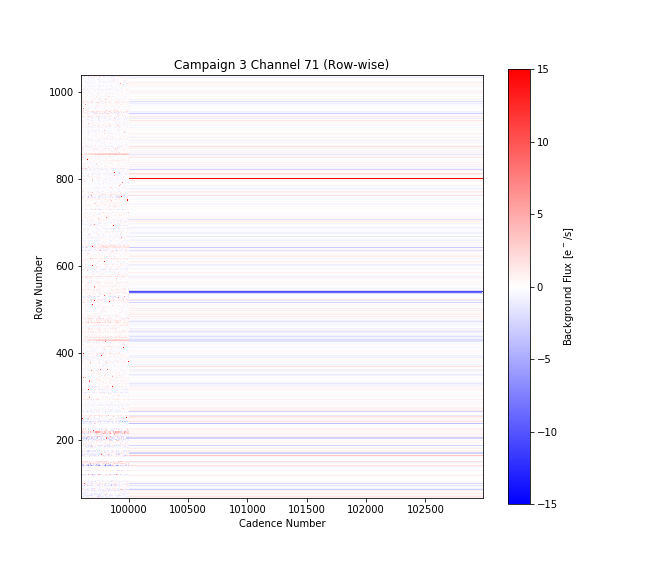 Campaign 3 Channel 71 (Row-wise)
1000
800
600
400
200
Row Number
100000 100500 101000 101500 102000 102500
Cadence Number
15
10
5
0
−5
−10
−15
Background Flux [e⁻/s]